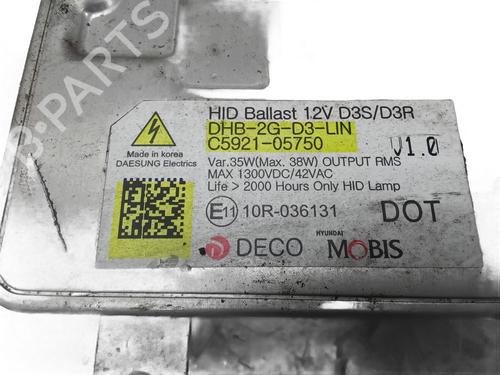 HID Ballast 12V D3S/D3R
DHB-2G-D3-LIN
C5921-05750
V1.0
Made in korea
DAESUNG Electrics
Var.35W(Max. 38W) OUTPUT RMS
MAX 1300VDC/42VAC
Life > 2000 Hours Only HID Lamp
E11 10R-036131
DOT
DECO
HYUNDAI
MOBIS
B-PARTS